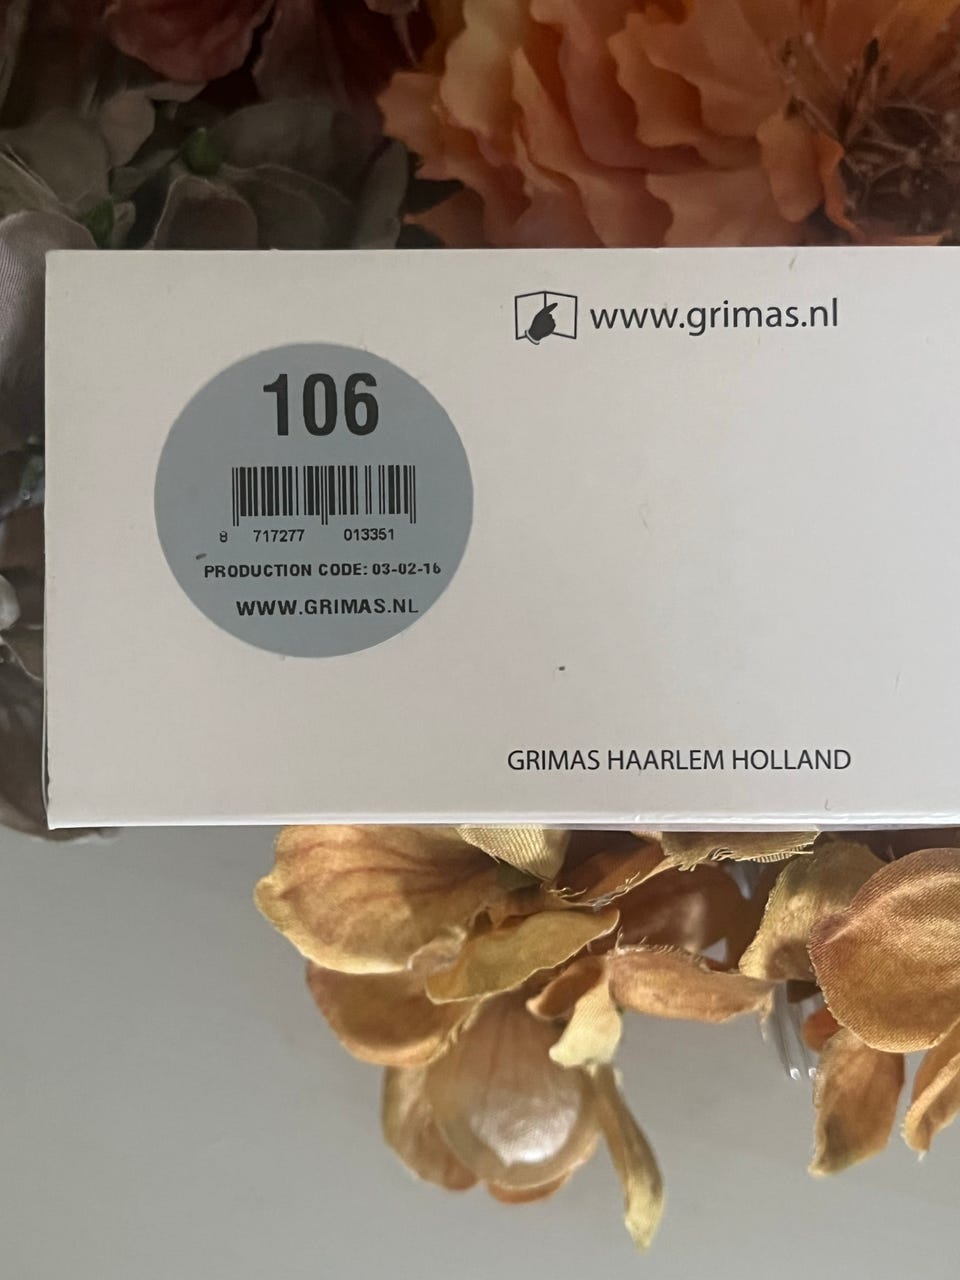 www.grimas.nl
106
8 717277 013351
PRODUCTION CODE: 03-02-16
WWW.GRIMAS.NL
GRIMAS HAARLEM HOLLAND